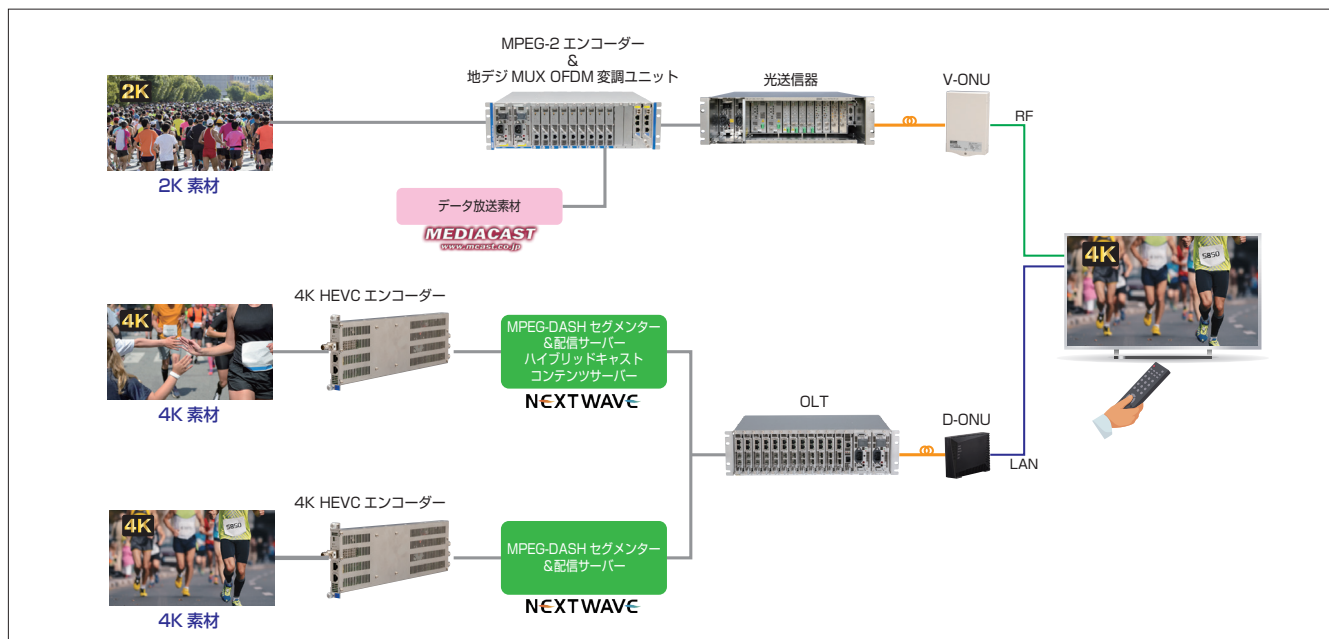 MPEG-2 エンコーダー
&
地デジ MUX OFDM 変調ユニット
光送信器
V-ONU
2K
RF
2K 素材
データ放送素材
MEDIACAST
www.mcast.co.jp
4K
5850
4K HEVC エンコーダー
4K
MPEG-DASH セグメンター
&配信サーバー
ハイブリッドキャスト
コンテンツサーバー
NEXTWAVE
4K 素材
OLT
D-ONU
LAN
4K HEVC エンコーダー
4K
5850
MPEG-DASH セグメンター
&配信サーバー
NEXTWAVE
4K 素材